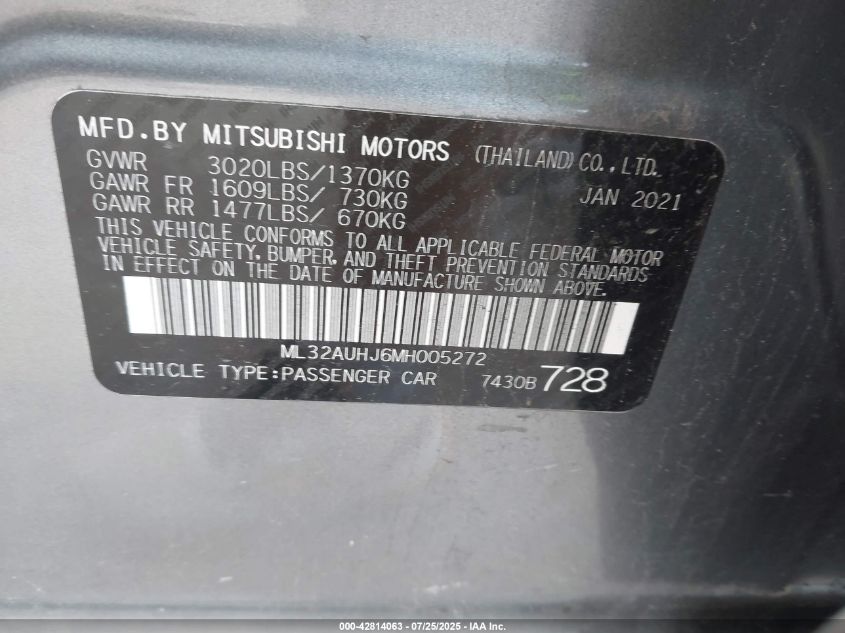 MFD.BY MITSUBISHI MOTORS (THAILAND)CO.,LTD.
GVWR 3020LBS/1370KG
GAWR FR 1609LBS/ 730KG JAN 2021
GAWR RR 1477LBS/ 670KG
THIS VEHICLE CONFORMS TO ALL APPLICABLE FEDERAL MOTOR
VEHICLE SAFETY, BUMPER, AND THEFT PREVENTION STANDARDS
IN EFFECT ON THE DATE OF MANUFACTURE SHOWN ABOVE.
ML32AUHJ6MH005272
VEHICLE TYPE:PASSENGER CAR 7430B 728
000-42814063 - 07/25/2025 - IAA Inc.